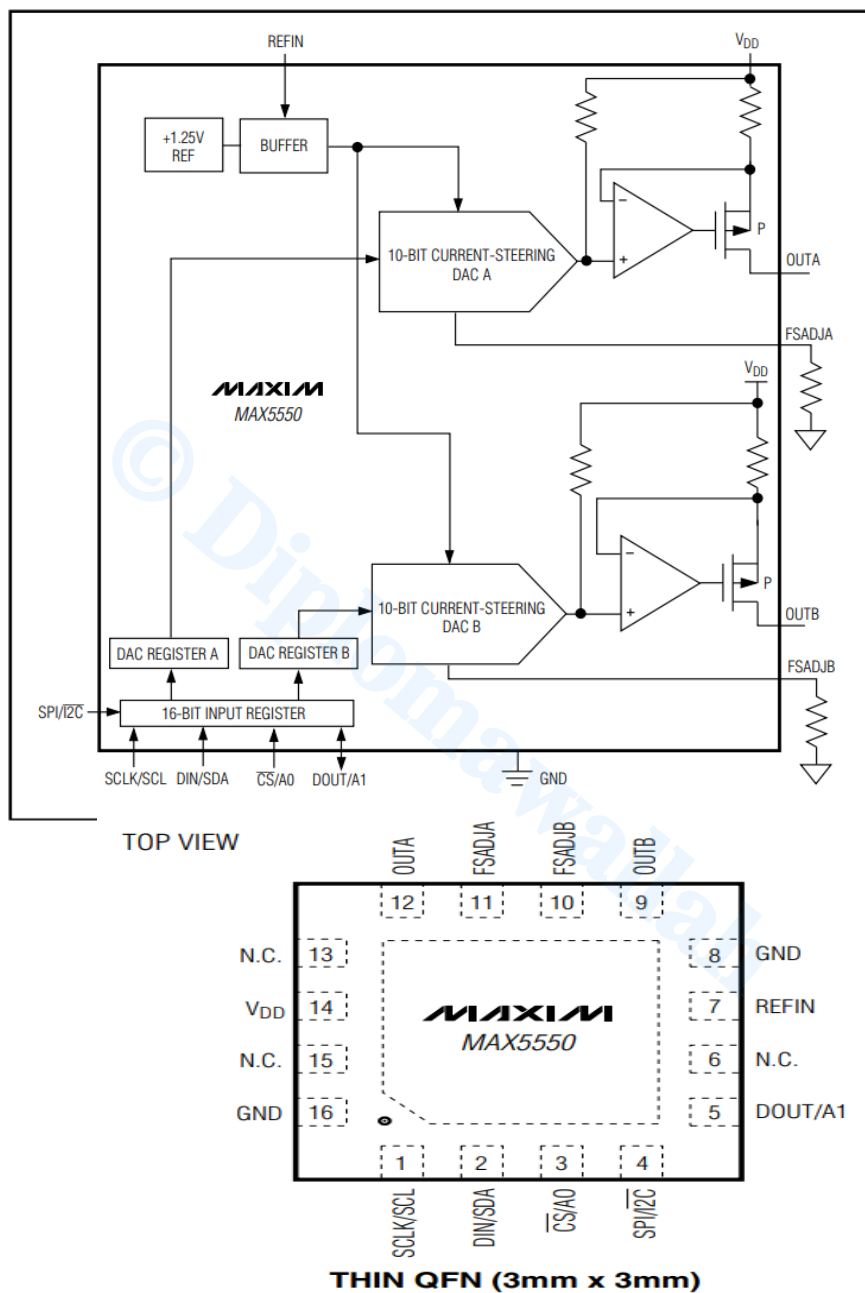 REFIN
VDD
+1.25V
REF
BUFFER
10-BIT CURRENT-STEERING
DAC A
-
+
P
OUTA
FSADJA
MAXIM
MAX5550
VDD
10-BIT CURRENT-STEERING
DAC B
-
+
P
OUTB
FSADJB
DAC REGISTER A
DAC REGISTER B
SPI/I2C
16-BIT INPUT REGISTER
SCLK/SCL
DIN/SDA
CS/A0
DOUT/A1
GND
© Diplomawallah
TOP VIEW
OUTA
FSADJA
FSADJB
OUTB
12
11
10
9
N.C.
13
8
GND
VDD
14
7
REFIN
MAXIM
MAX5550
N.C.
15
6
N.C.
GND
16
5
DOUT/A1
1
2
3
4
SCLK/SCL
DIN/SDA
CS/A0
SPI/I2C
THIN QFN (3mm x 3mm)